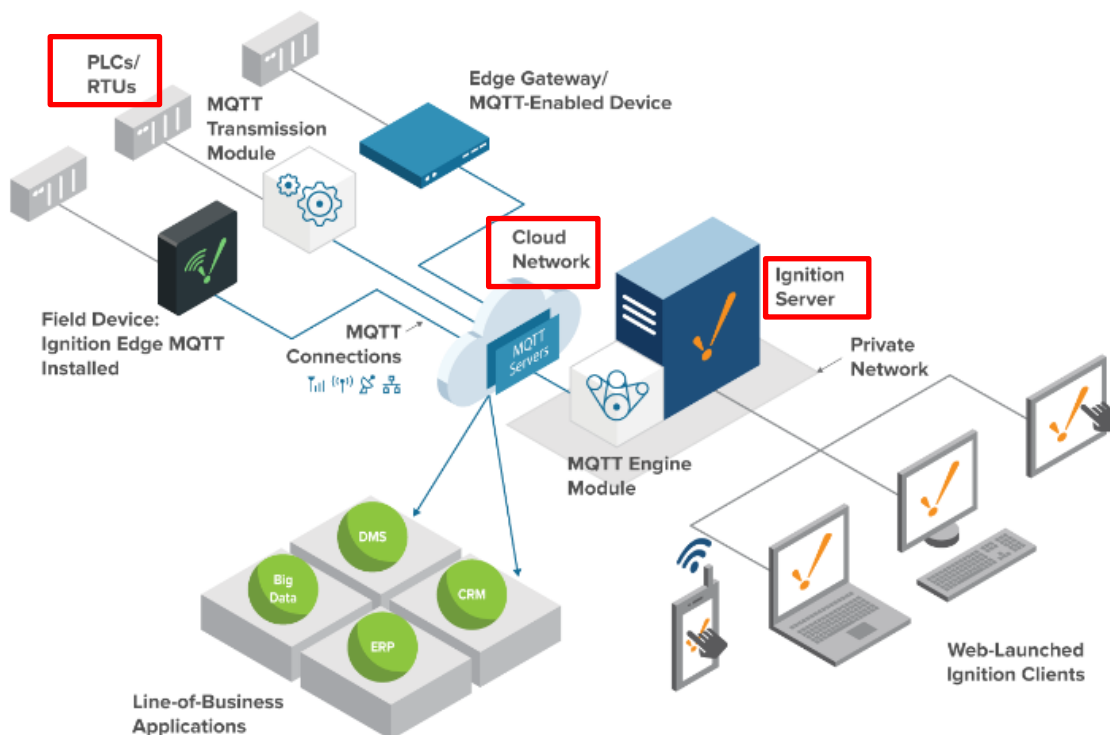 PLCs/
RTUs
MQTT
Transmission
Module
Edge Gateway/
MQTT-Enabled Device
Cloud
Network
Ignition
Server
Field Device:
Ignition Edge MQTT
Installed
MQTT
Connections
MQTT
Servers
Private
Network
MQTT Engine
Module
DMS
Big
Data
CRM
ERP
Line-of-Business
Applications
Web-Launched
Ignition Clients